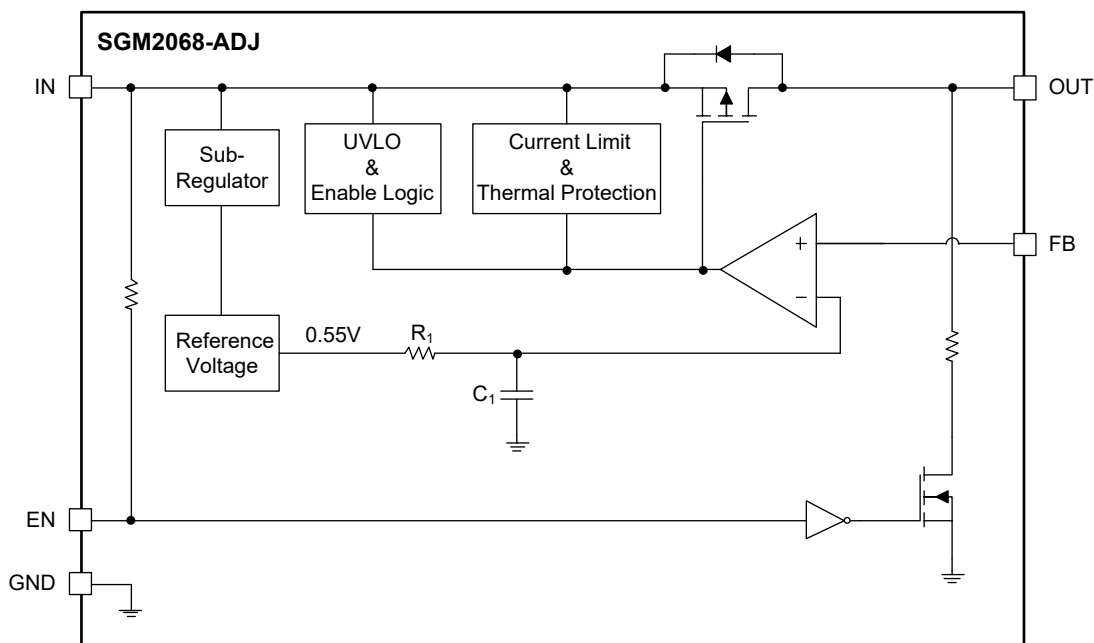 SGM2068-ADJ
IN
OUT
Sub-
Regulator
UVLO
&
Enable Logic
Current Limit
&
Thermal Protection
+
FB
−
Reference
Voltage
0.55V
R₁
C₁
EN
GND